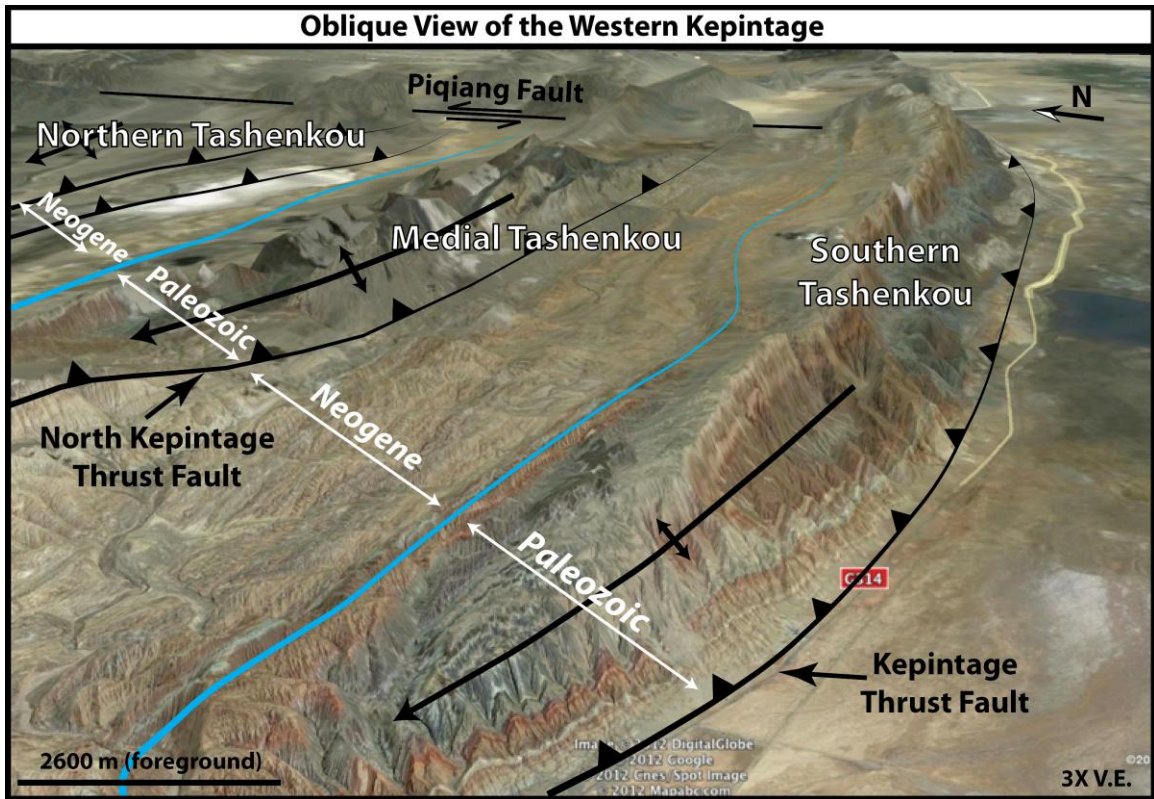 Oblique View of the Western Kepintage
Piqiang Fault
N
Northern Tashenkou
Neogene
Medial Tashenkou
Southern
Tashenkou
Paleozoic
Neogene
North Kepintage
Thrust Fault
Paleozoic
G314
Kepintage
Thrust Fault
2600 m (foreground)
2012 DigitalGlobe
2012 Google
2012 Cnes/Spot Image
© 2012 Mapabc.com
©20
3X V.E.